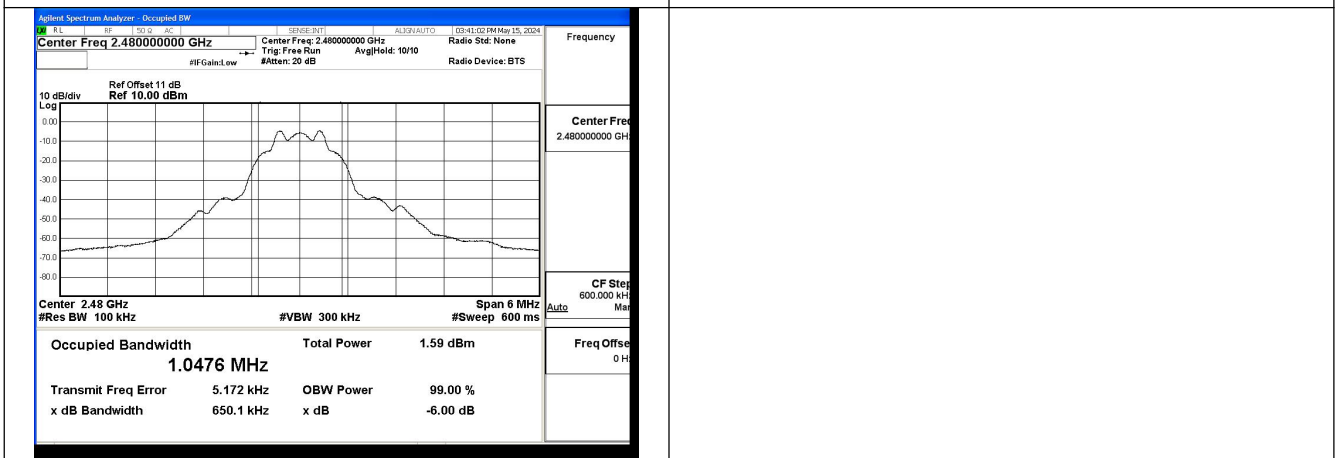 Agilent Spectrum Analyzer - Occupied BW
RL RF 50 Ω AC SENSE:INT ALIGN AUTO 03:41:02 PM May 15, 2024
Center Freq 2.480000000 GHz
Center Freq: 2.480000000 GHz Radio Std: None
Trig: Free Run Avg|Hold: 10/10
#IFGain:Low #Atten: 20 dB Radio Device: BTS
Frequency
Ref Offset 11 dB
10 dB/div Ref 10.00 dBm
Log
0.00
-10.0
-20.0
-30.0
-40.0
-50.0
-60.0
-70.0
-80.0
Center 2.48 GHz Span 6 MHz
#Res BW 100 kHz #VBW 300 kHz #Sweep 600 ms
Center Freq
2.480000000 GH
CF Step
600.000 kH
Auto Ma
Freq Offse
0 H
Occupied Bandwidth Total Power 1.59 dBm
1.0476 MHz
Transmit Freq Error 5.172 kHz OBW Power 99.00 %
x dB Bandwidth 650.1 kHz x dB -6.00 dB